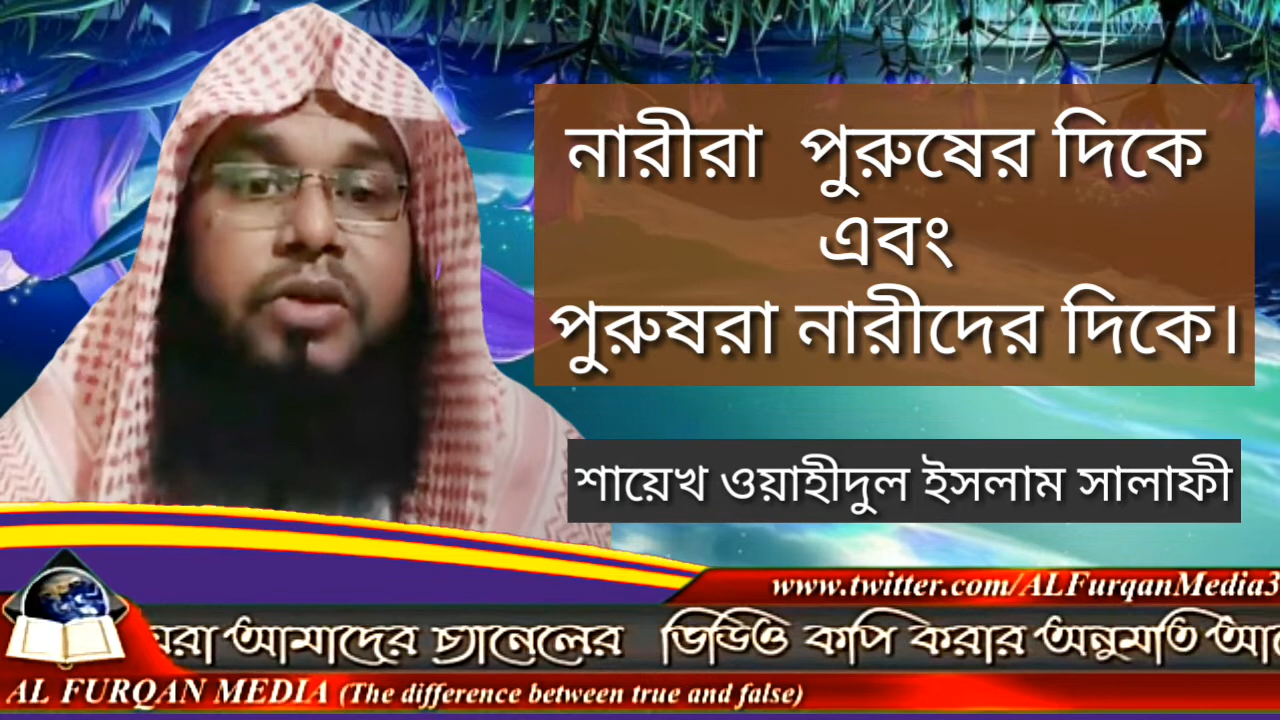 নারীরা পুরুষের দিকে
এবং
পুরুষরা নারীদের দিকে।
শায়েখ ওয়াহীদুল ইসলাম সালাফী
www.twitter.com/ALFurqanMedia3
আমাদের চ্যানেলের ভিডিও কপি করার অনুমতি
AL FURQAN MEDIA (The difference between true and false)